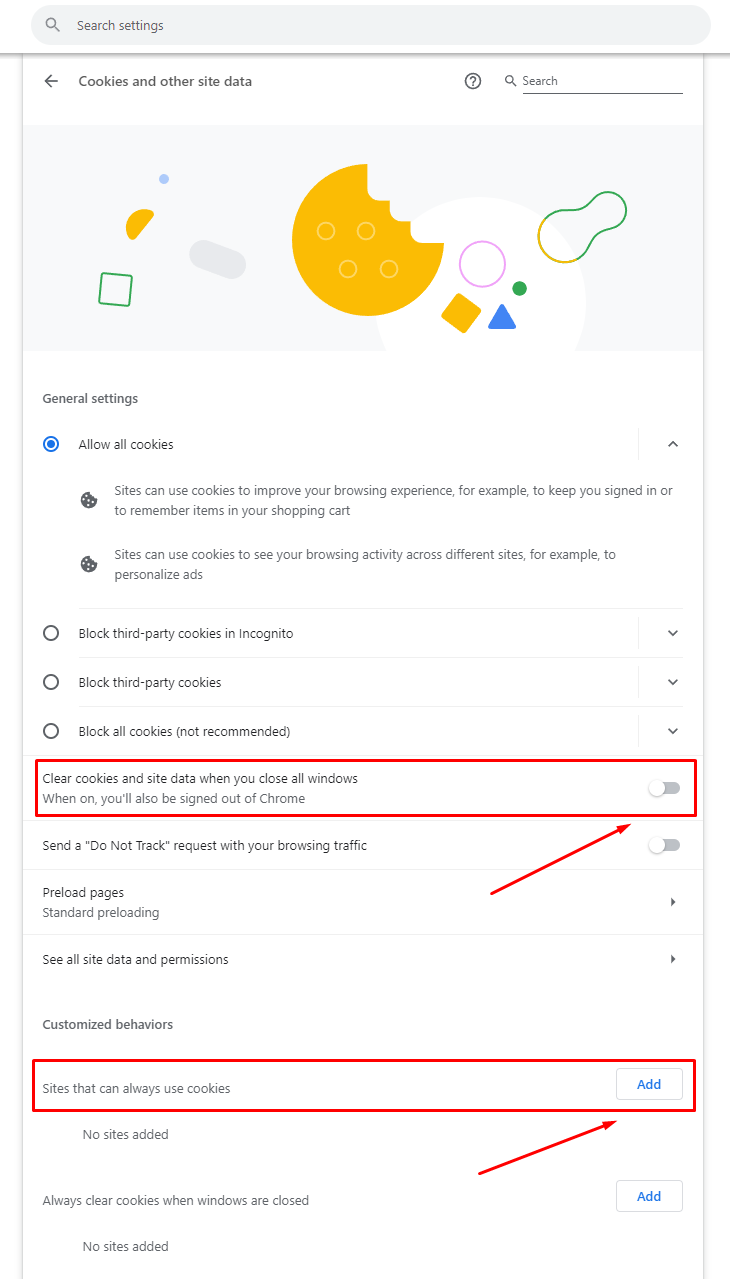 Search settings
Cookies and other site data
Search
General settings
Allow all cookies
Sites can use cookies to improve your browsing experience, for example, to keep you signed in or
to remember items in your shopping cart
Sites can use cookies to see your browsing activity across different sites, for example, to
personalize ads
Block third-party cookies in Incognito
Block third-party cookies
Block all cookies (not recommended)
Clear cookies and site data when you close all windows
When on, you'll also be signed out of Chrome
Send a "Do Not Track" request with your browsing traffic
Preload pages
Standard preloading
See all site data and permissions
Customized behaviors
Sites that can always use cookies
Add
No sites added
Always clear cookies when windows are closed
Add
No sites added